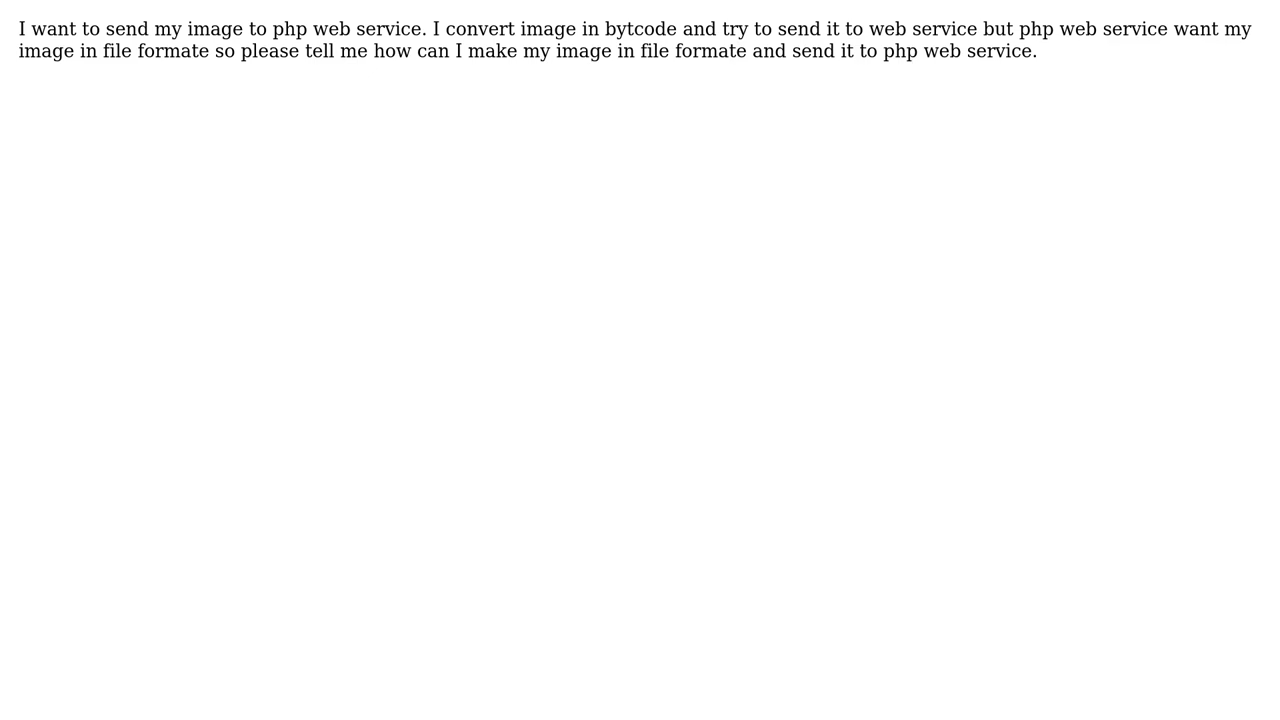 I want to send my image to php web service. I convert image in bytcode and try to send it to web service but php web service want my
image in file formate so please tell me how can I make my image in file formate and send it to php web service.